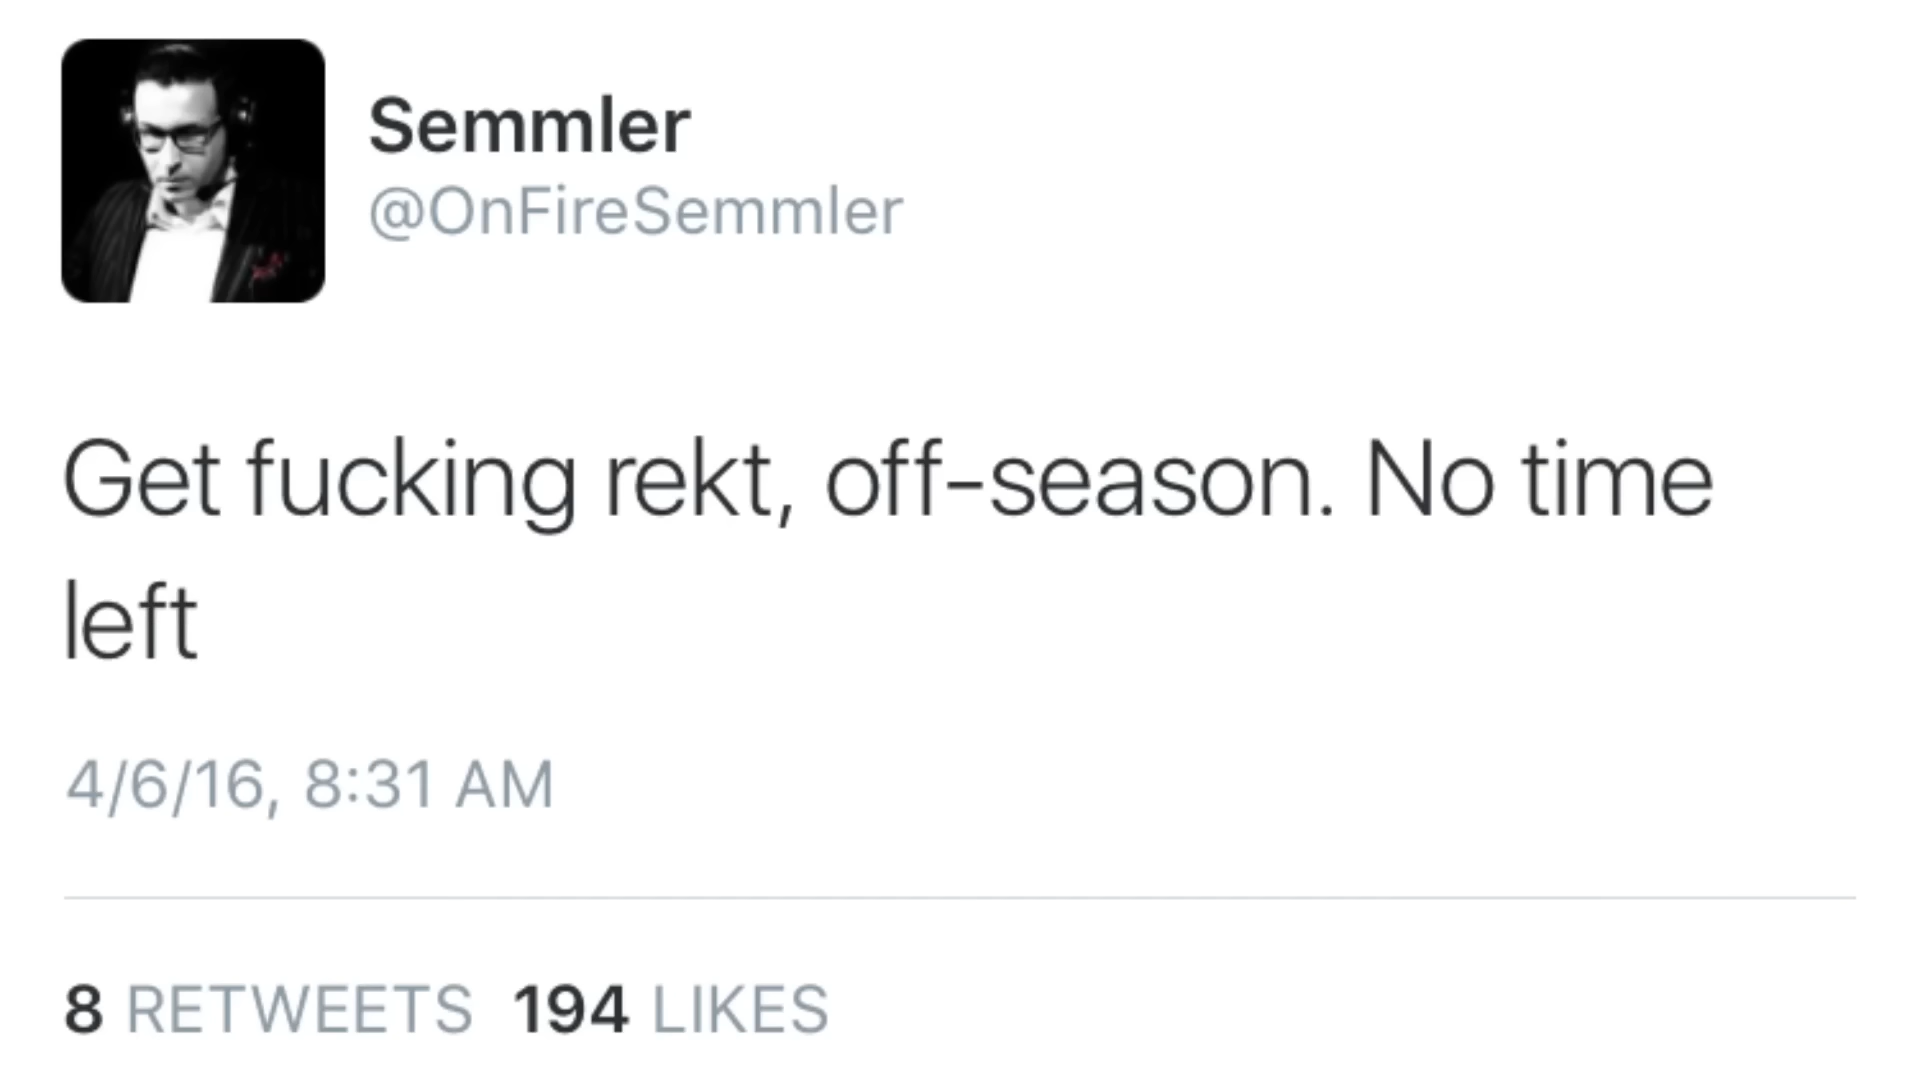 Semmler
@OnFireSemmler
Get fucking rekt, off-season. No time
left
4/6/16, 8:31 AM
8 RETWEETS 194 LIKES